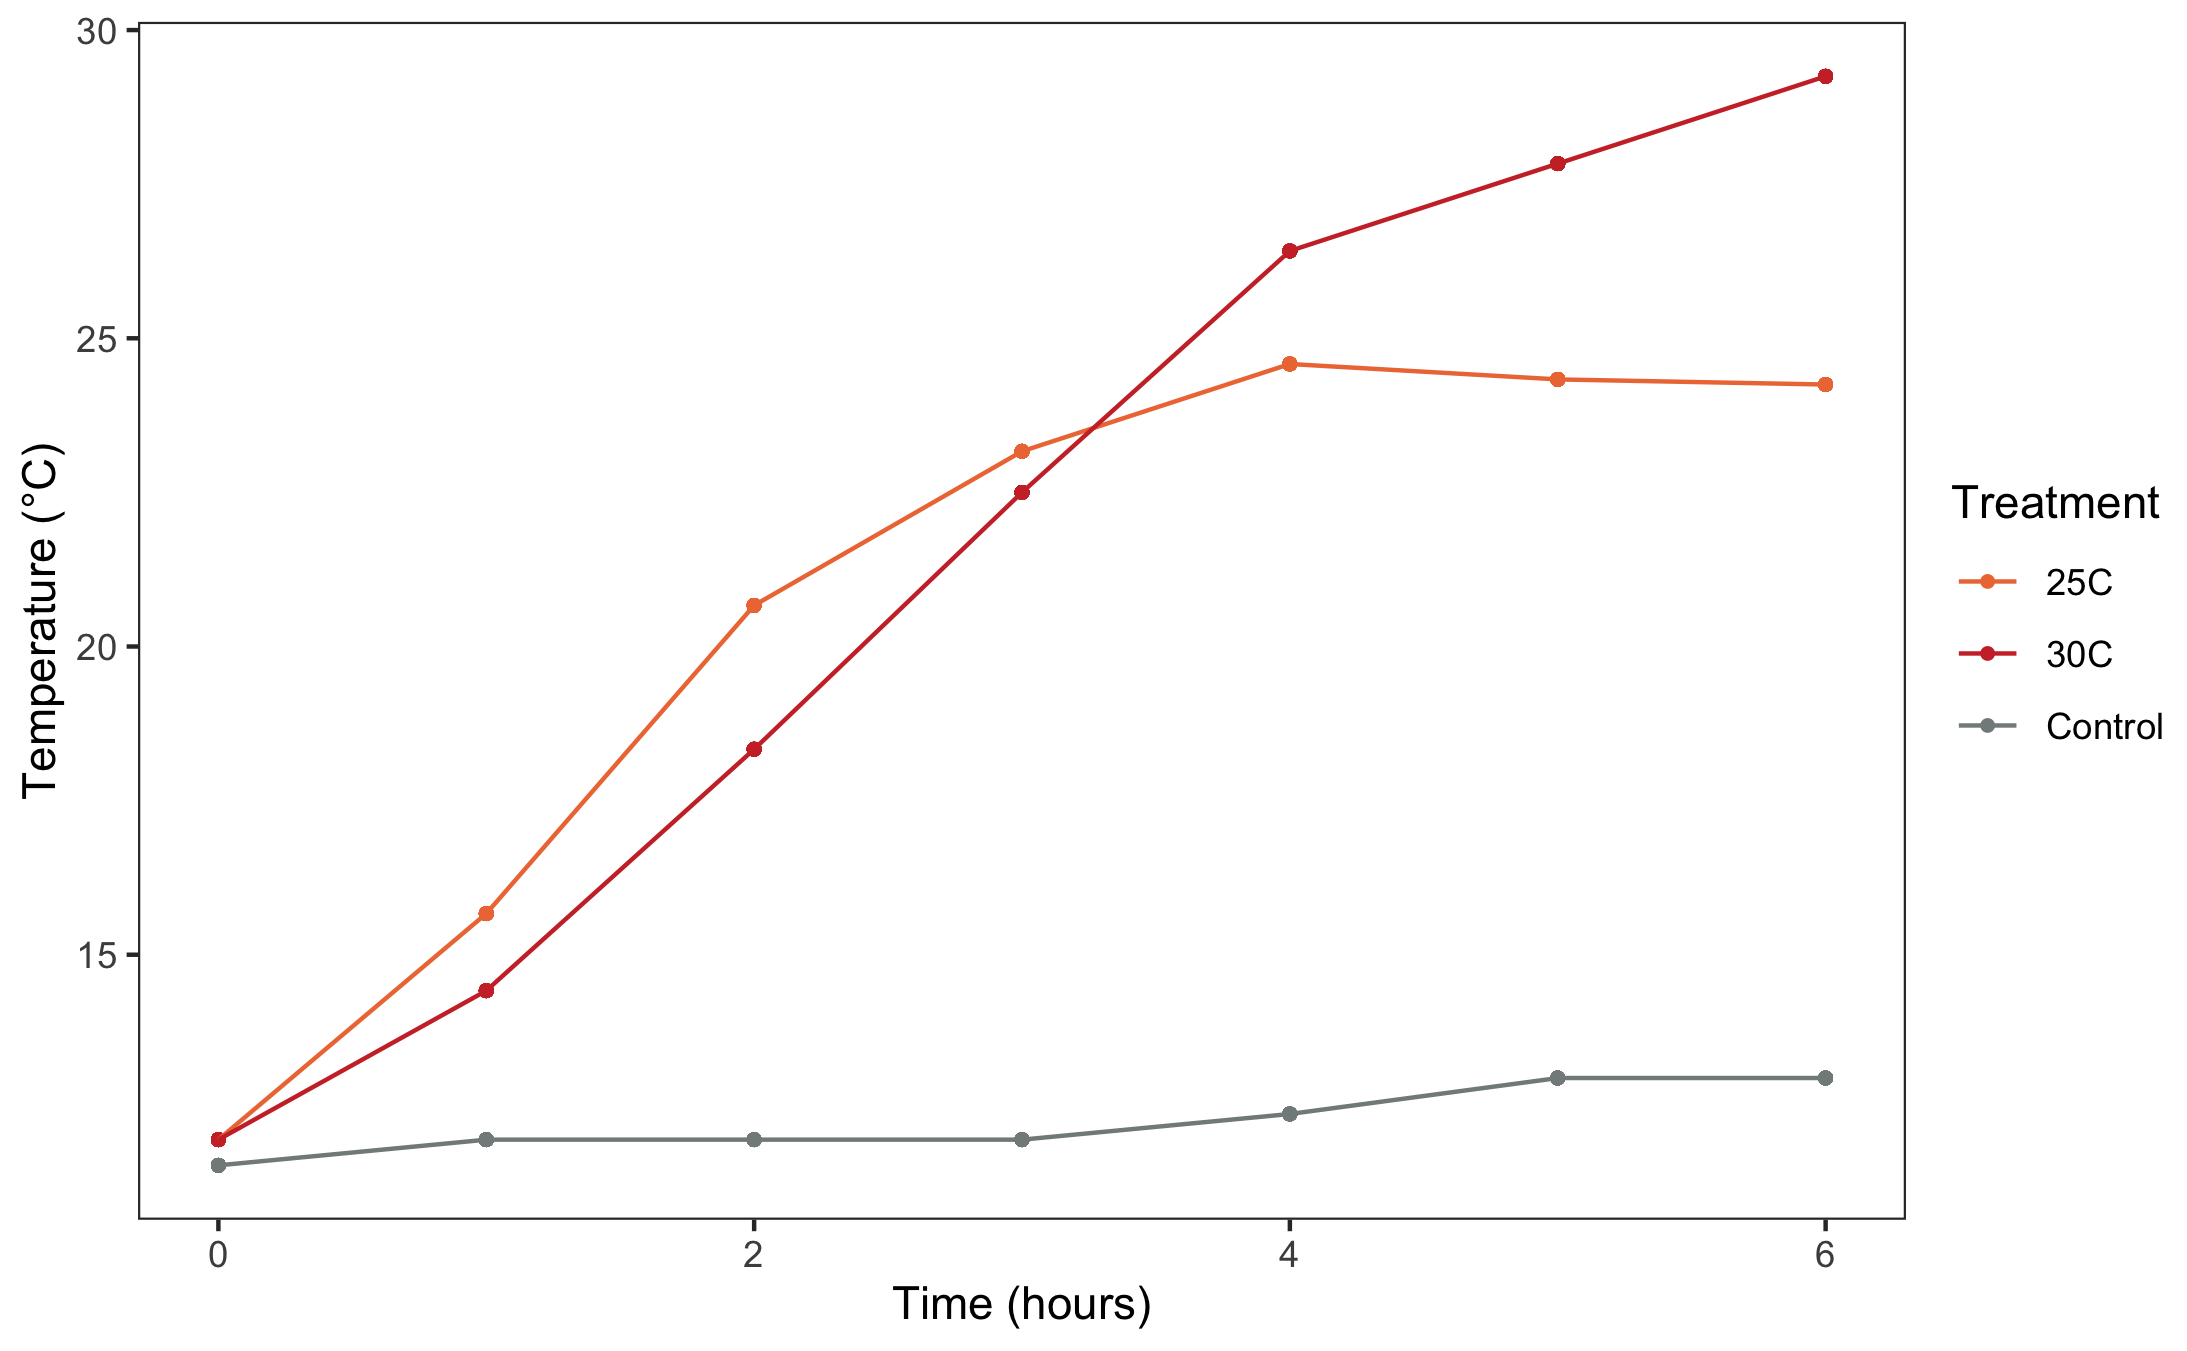 30
25
20
15
Temperature (°C)
0 2 4 6
Time (hours)
Treatment
25C
30C
Control